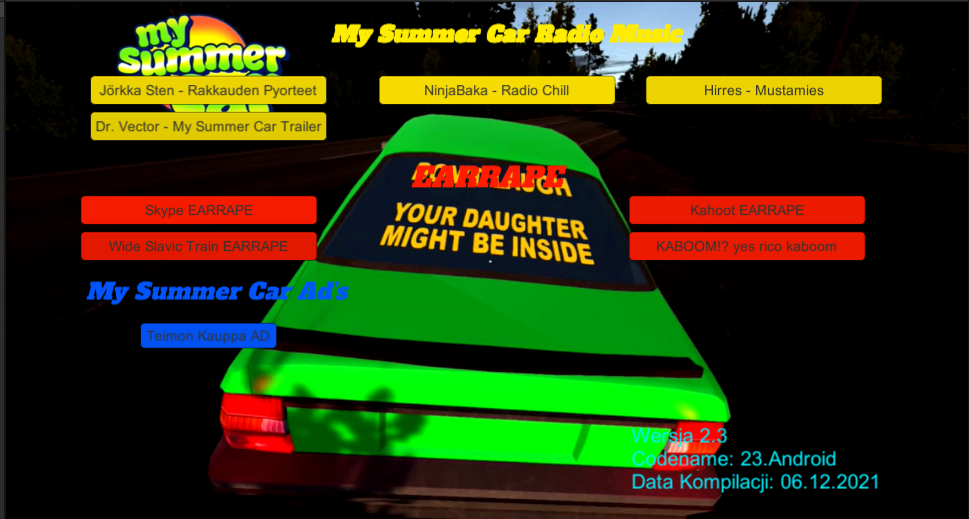 my
summer
My Summer Car Radio Music
Jörkka Sten - Rakkauden Pyorteet
NinjaBaka - Radio Chill
Hirres - Mustamies
Dr. Vector - My Summer Car Trailer
EARRAPE
YOUR DAUGHTER
MIGHT BE INSIDE
Skype EARRAPE
Kahoot EARRAPE
Wide Slavic Train EARRAPE
KABOOM!? yes rico kaboom
My Summer Car Ad's
Teimon Kauppa AD
Wersja 2.3
Codename: 23.Android
Data Kompilacji: 06.12.2021